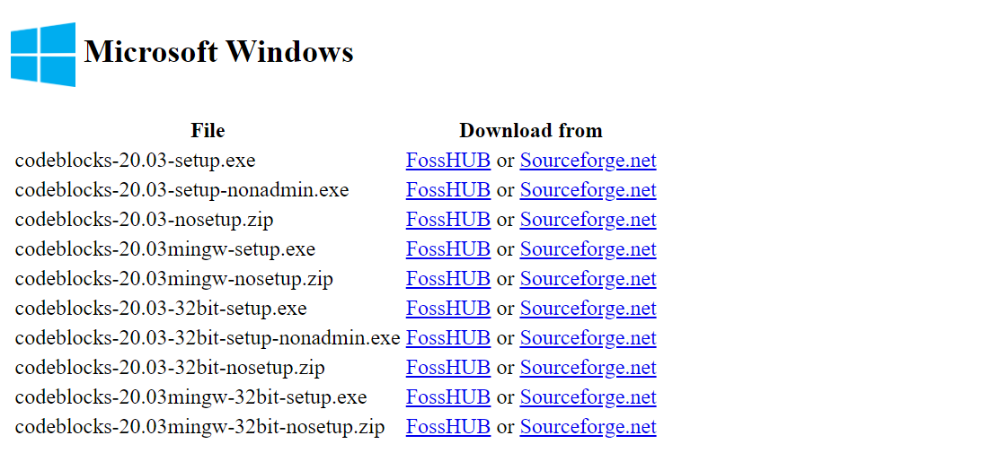 Microsoft Windows
File Download from
codeblocks-20.03-setup.exe FossHUB or Sourceforge.net
codeblocks-20.03-setup-nonadmin.exe FossHUB or Sourceforge.net
codeblocks-20.03-nosetup.zip FossHUB or Sourceforge.net
codeblocks-20.03mingw-setup.exe FossHUB or Sourceforge.net
codeblocks-20.03mingw-nosetup.zip FossHUB or Sourceforge.net
codeblocks-20.03-32bit-setup.exe FossHUB or Sourceforge.net
codeblocks-20.03-32bit-setup-nonadmin.exe FossHUB or Sourceforge.net
codeblocks-20.03-32bit-nosetup.zip FossHUB or Sourceforge.net
codeblocks-20.03mingw-32bit-setup.exe FossHUB or Sourceforge.net
codeblocks-20.03mingw-32bit-nosetup.zip FossHUB or Sourceforge.net